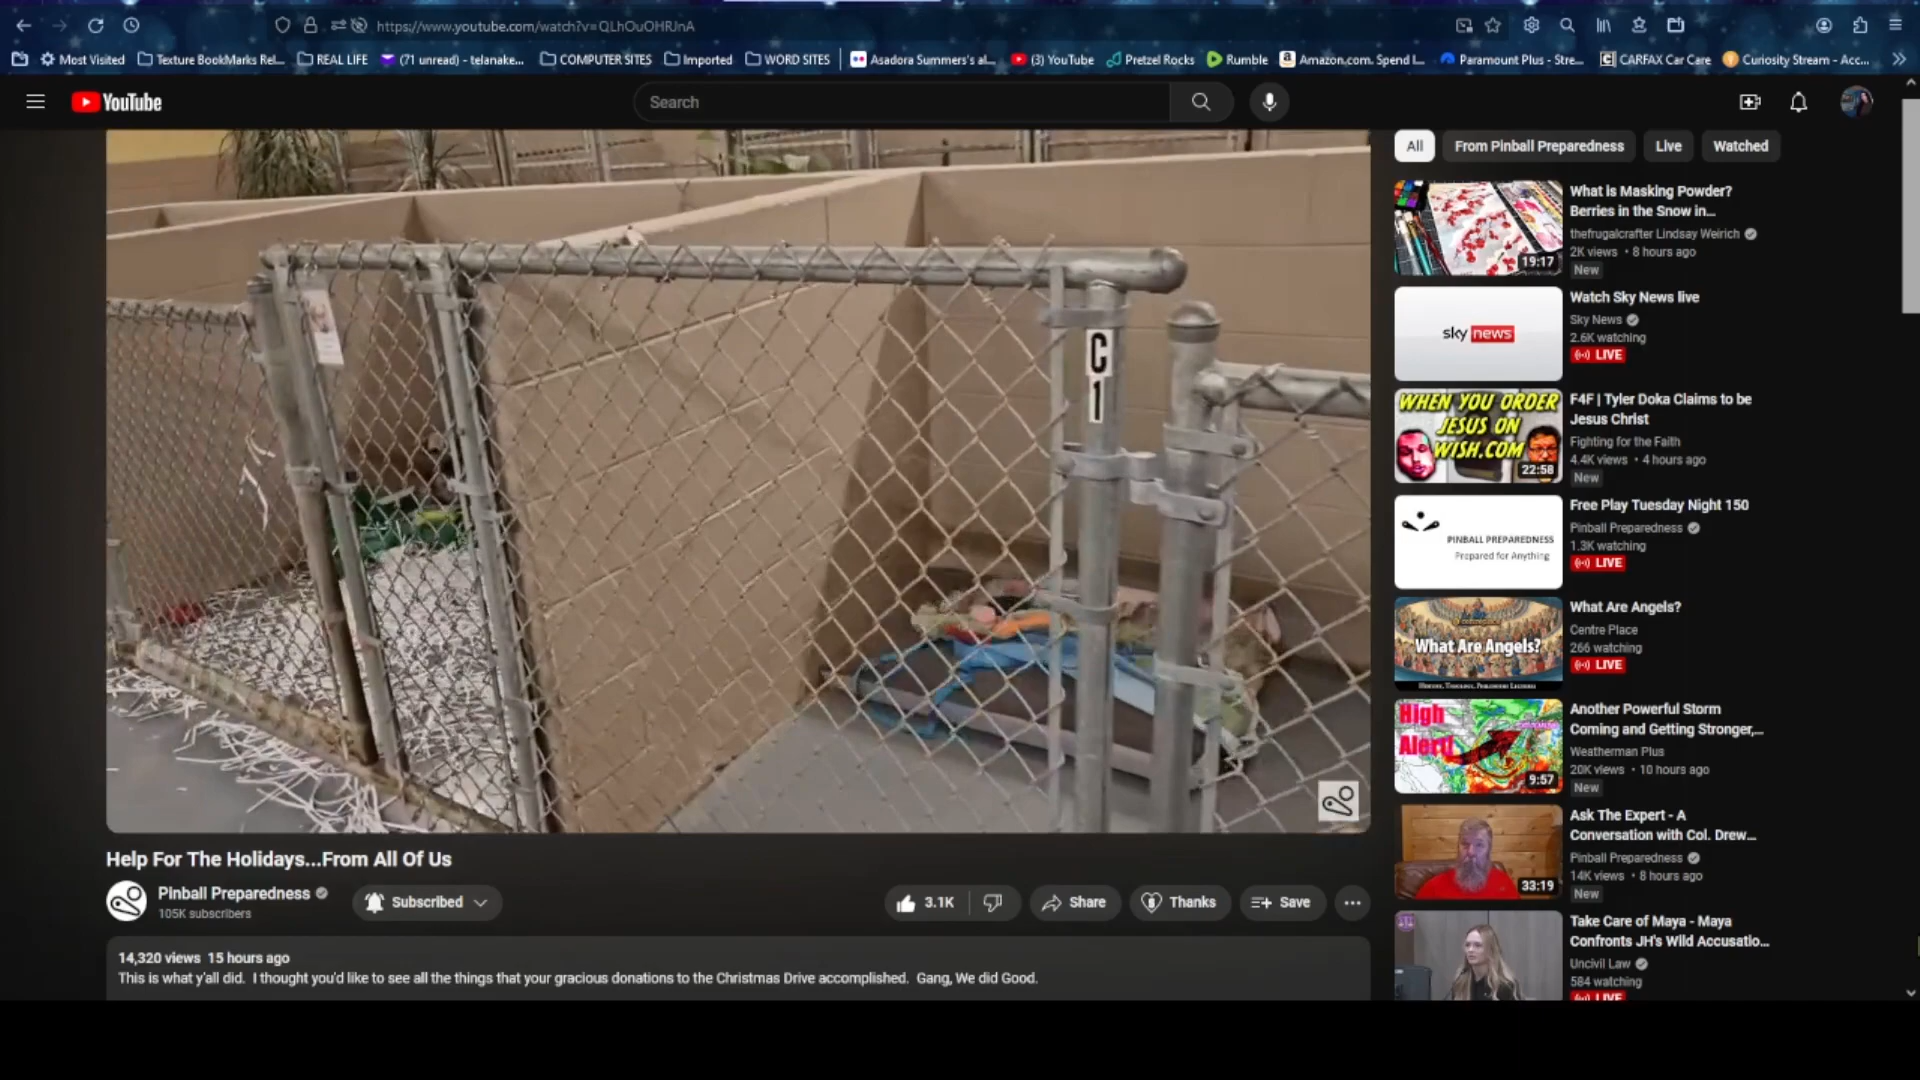 https://www.youtube.com/watch?v=QLhOuOHRJnA
Most Visited
Texture BookMarks Rel...
REAL LIFE
(71 unread) - telanake...
COMPUTER SITES
Imported
WORD SITES
Asadora Summers's al...
(3) YouTube
Pretzel Rocks
Rumble
Amazon.com. Spend l...
Paramount Plus - Stre...
CARFAX Car Care
Curiosity Stream - Acc...
YouTube
Search
C
1
Help For The Holidays...From All Of Us
Pinball Preparedness
105K subscribers
Subscribed
3.1K
Share
Thanks
Save
14,320 views 15 hours ago
This is what y'all did. I thought you'd like to see all the things that your gracious donations to the Christmas Drive accomplished. Gang, We did Good.
All
From Pinball Preparedness
Live
Watched
19:17
What is Masking Powder?
Berries in the Snow in...
thefrugalcrafter Lindsay Weirich
2K views • 8 hours ago
New
sky news
Watch Sky News live
Sky News
2.6K watching
LIVE
WHEN YOU ORDER
JESUS ON
WISH.COM
22:58
F4F | Tyler Doka Claims to be
Jesus Christ
Fighting for the Faith
4.4K views • 4 hours ago
New
PINBALL PREPAREDNESS
Prepared for Anything
Free Play Tuesday Night 150
Pinball Preparedness
1.3K watching
LIVE
What Are Angels?
What Are Angels?
Centre Place
266 watching
LIVE
High
Alert!
9:57
Another Powerful Storm
Coming and Getting Stronger,...
Weatherman Plus
20K views • 10 hours ago
New
33:19
Ask The Expert - A
Conversation with Col. Drew...
Pinball Preparedness
14K views • 8 hours ago
New
Take Care of Maya - Maya
Confronts JH's Wild Accusatio...
Uncivil Law
584 watching
LIVE